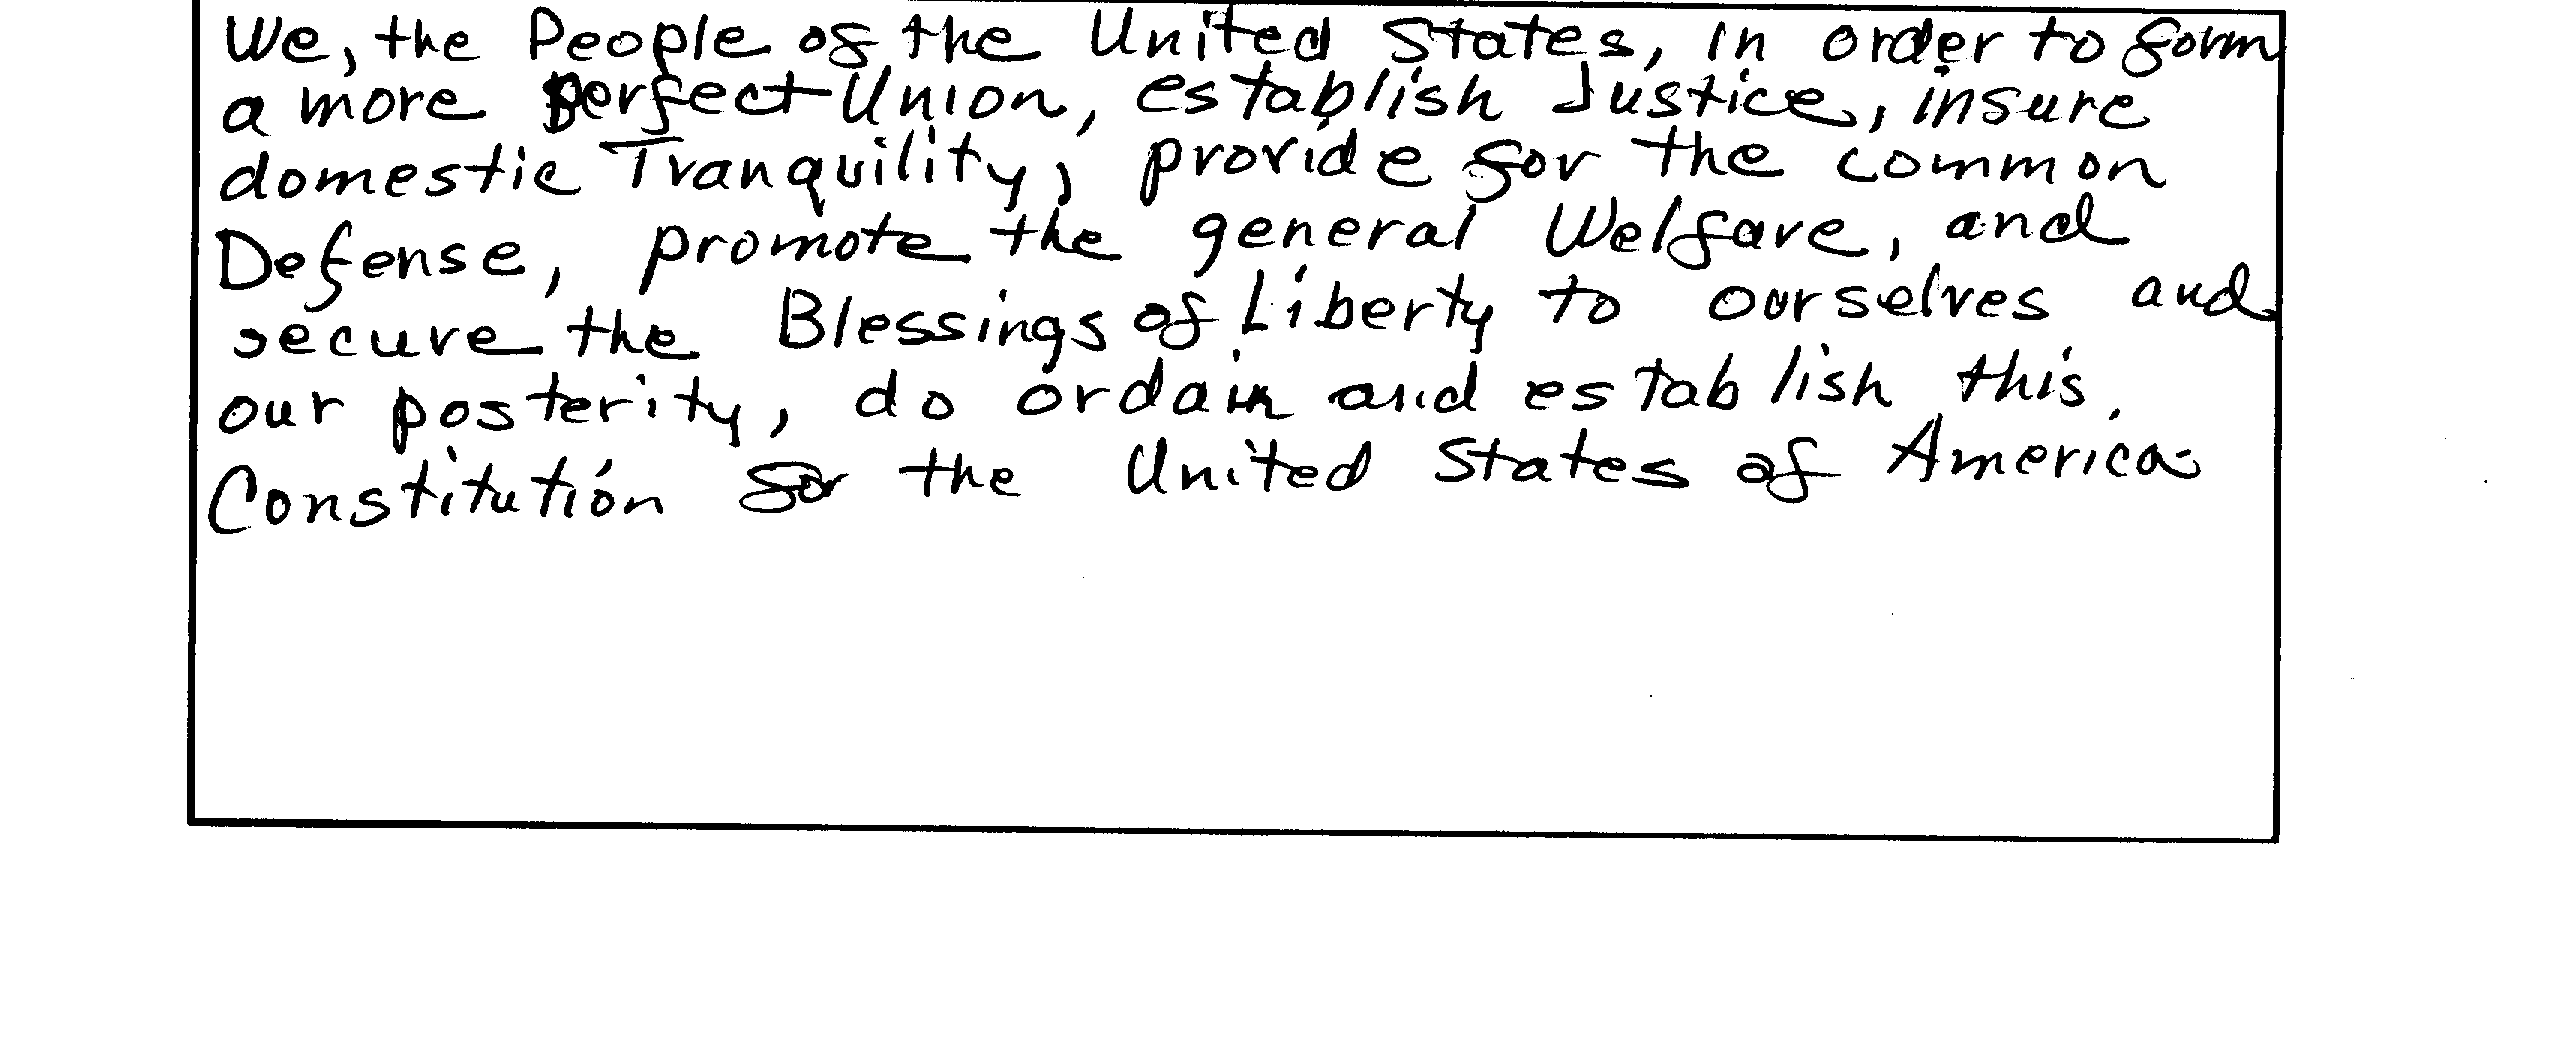 We, the People of the United States, in order to form
a more perfect Union, establish Justice, insure
domestic Tranquility, provide for the common
Defense, promote the general Welfare, and
secure the Blessings of Liberty to ourselves and
our posterity, do ordain and establish this
Constitution for the United States of America